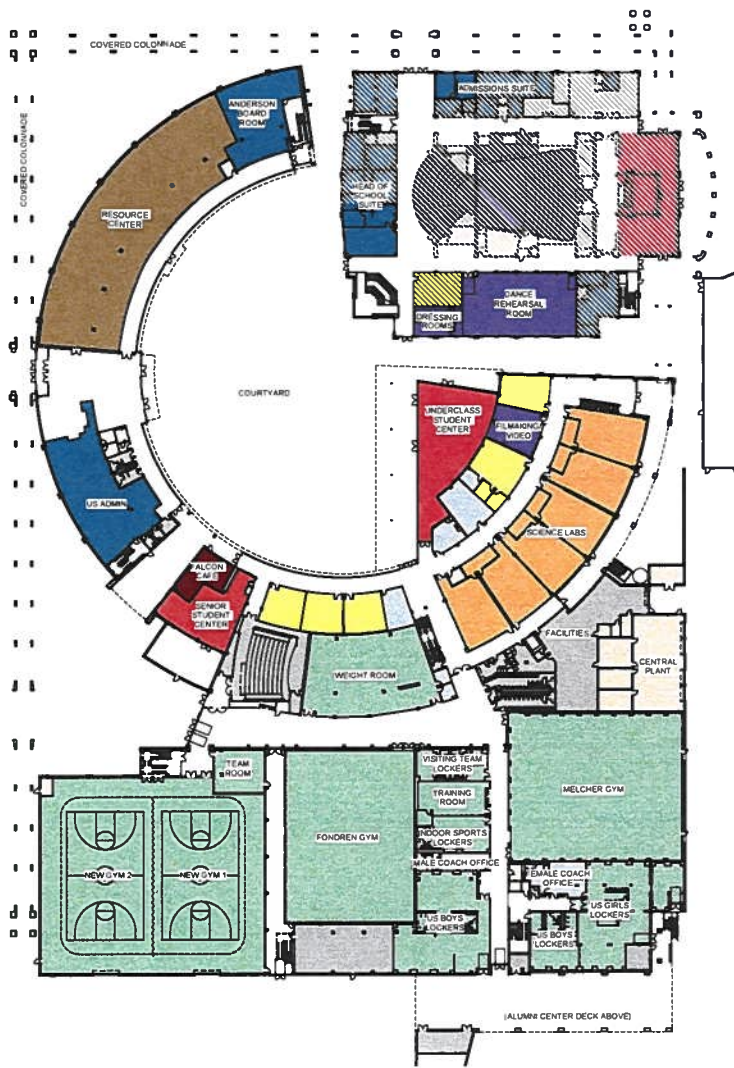 COVERED COLONNADE
COVERED COLONNADE
ANDERSON
BOARD
ROOM
ADMISSIONS SUITE
RESOURCE
CENTER
HEAD OF
SCHOOL
SUITE
DRESSING
ROOMS
DANCE
REHEARSAL
ROOM
COURTYARD
UNDERCLASS
STUDENT
CENTER
FILMAKING/
VIDEO
US ADMIN
SCIENCE LABS
FALCON
CAFE
SENIOR
STUDENT
CENTER
WEIGHT ROOM
FACILITIES
CENTRAL
PLANT
TEAM
ROOM
VISITING TEAM
LOCKERS
TRAINING
ROOM
MELCHER GYM
FONDREN GYM
INDOOR SPORTS
LOCKERS
MALE COACH OFFICE
NEW GYM 2
NEW GYM 1
EMALE COACH
OFFICE
US GIRLS
LOCKERS
US BOYS
LOCKERS
US BOYS
LOCKERS
(ALUMNI CENTER DECK ABOVE)